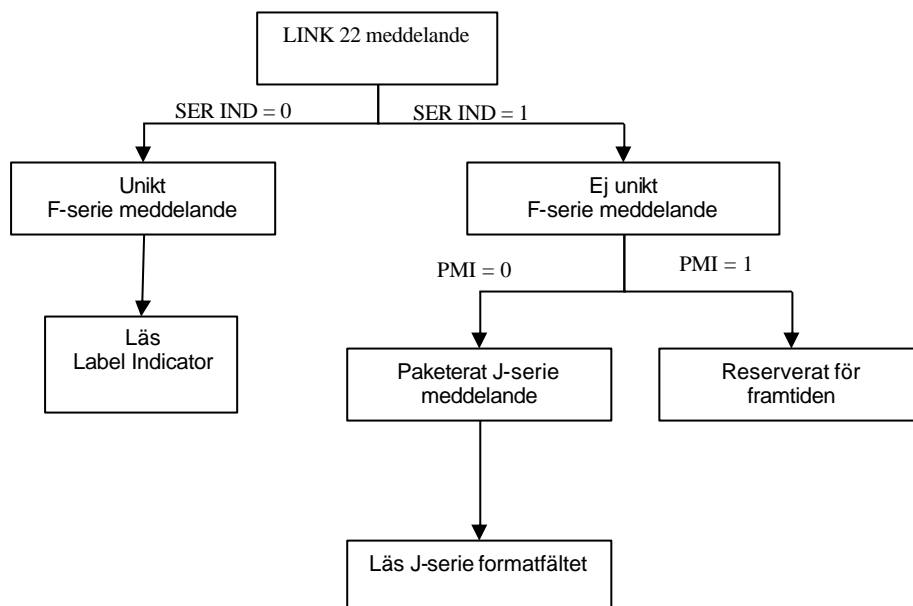 LINK 22 meddelande
SER IND = 0
SER IND = 1
Unikt
F-serie meddelande
Ej unikt
F-serie meddelande
PMI = 0
PMI = 1
Läs
Label Indicator
Paketerat J-serie
meddelande
Reserverat för
framtiden
Läs J-serie formatfältet